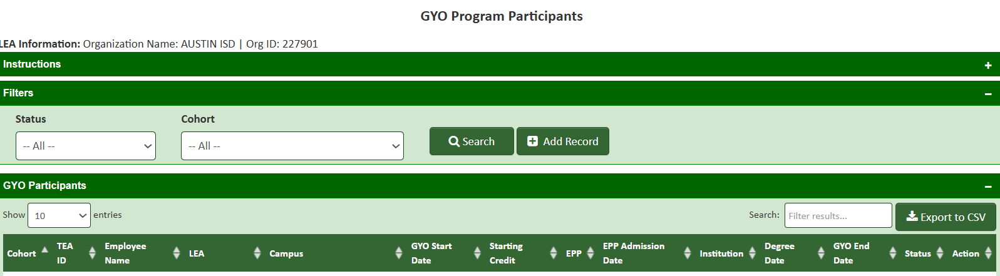 GYO Program Participants
LEA Information: Organization Name: AUSTIN ISD | Org ID: 227901
Instructions
Filters
Status Cohort
-- All -- -- All -- Search Add Record
GYO Participants
Show 10 entries Search: Filter results... Export to CSV
Cohort TEA ID Employee Name LEA Campus GYO Start Date Starting Credit EPP EPP Admission Date Institution Degree Date GYO End Date Status Action